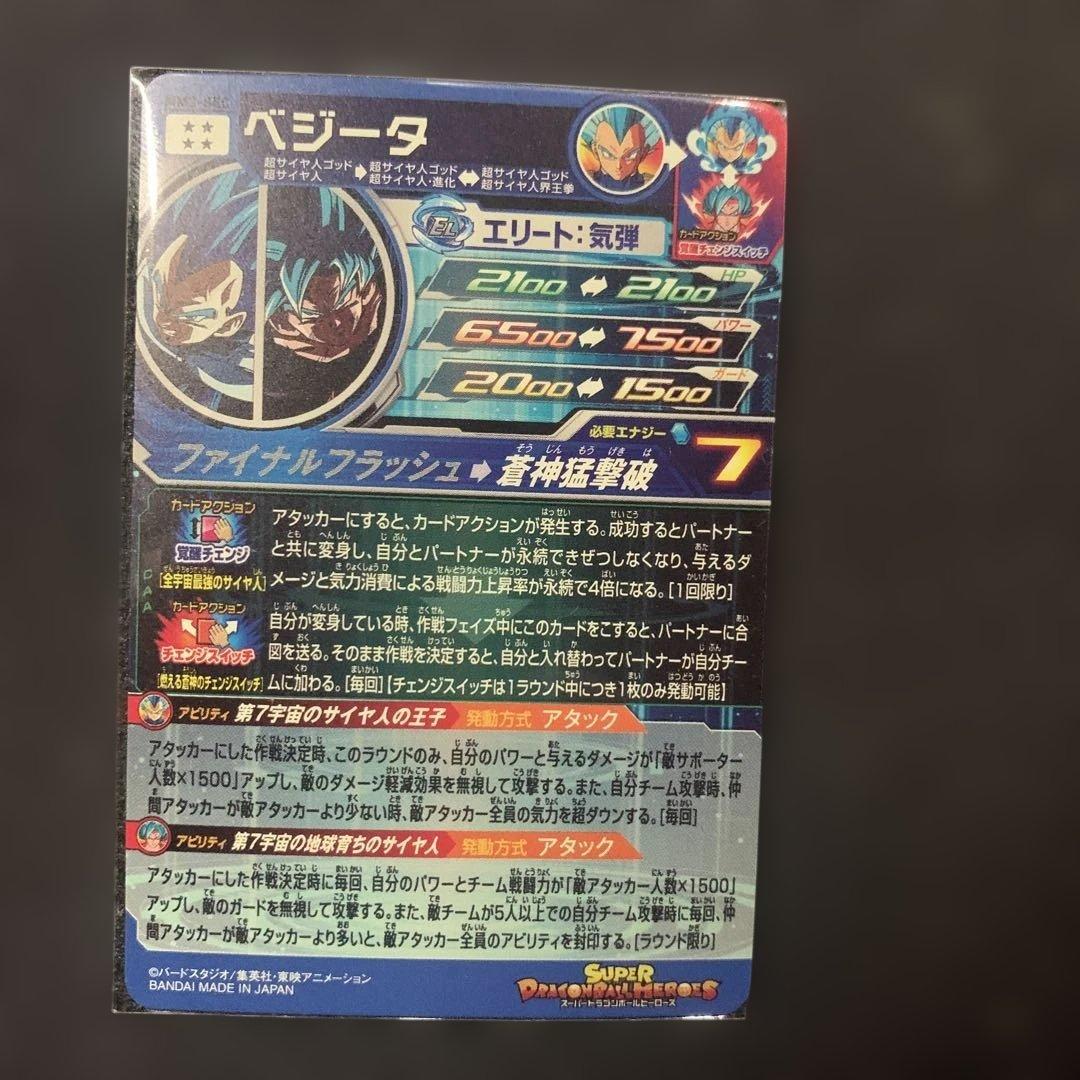 ベジータ
超サイヤ人ゴッド
超サイヤ人
超サイヤ人ゴッド
超サイヤ人・進化
超サイヤ人ゴッド
超サイヤ人界王拳
カードアクション
覚醒チェンジスイッチ
EL エリート:気弾
HP
2100 2100
パワー
6500 7500
ガード
2000 1500
必要エナジー 7
ファイナルフラッシュ 蒼神猛撃破
そうじんもうげきは
カードアクション
覚醒チェンジ
[全宇宙最強のサイヤ人]
アタッカーにすると、カードアクションが発生する。成功するとパートナー
と共に変身し、自分とパートナーが永続できぜつしなくなり、与えるダ
メージと気力消費による戦闘力上昇率が永続で4倍になる。[1回限り]
CAA
カードアクション
チェンジスイッチ
[燃える蒼神のチェンジスイッチ]
自分が変身している時、作戦フェイズ中にこのカードをこすると、パートナーに合
図を送る。そのまま作戦を決定すると、自分と入れ替わってパートナーが自分チー
ムに加わる。[毎回]【チェンジスイッチは1ラウンド中につき1枚のみ発動可能】
アビリティ 第7宇宙のサイヤ人の王子 発動方式 アタック
アタッカーにした作戦決定時、このラウンドのみ、自分のパワーと与えるダメージが「敵サポーター
人数×1500」アップし、敵のダメージ軽減効果を無視して攻撃する。また、自分チーム攻撃時、仲
間アタッカーが敵アタッカーより少ない時、敵アタッカー全員の気力を超ダウンする。[毎回]
アビリティ 第7宇宙の地球育ちのサイヤ人 発動方式 アタック
アタッカーにした作戦決定時に毎回、自分のパワーとチーム戦闘力が「敵アタッカー人数×1500」
アップし、敵のガードを無視して攻撃する。また、敵チームが5人以上での自分チーム攻撃時に毎回、仲
間アタッカーが敵アタッカーより多いと、敵アタッカー全員のアビリティを封印する。[ラウンド限り]
©バードスタジオ/集英社・東映アニメーション
BANDAI MADE IN JAPAN
SUPER
DRAGONBALL HEROES
スーパードラゴンボールヒーローズ